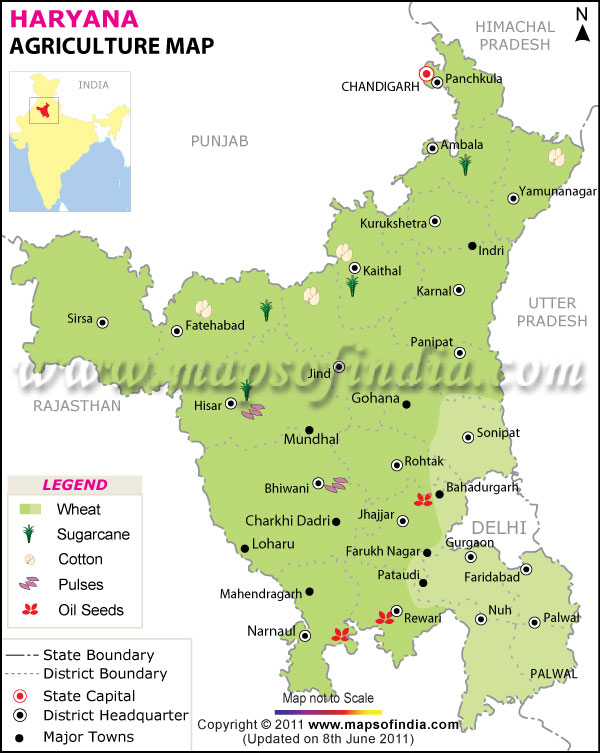 HARYANA
AGRICULTURE MAP
INDIA
HIMACHAL
PRADESH
N
CHANDIGARH
Panchkula
PUNJAB
Ambala
Yamunanagar
Kurukshetra
Indri
Kaithal
Karnal
UTTER
PRADESH
Sirsa
Fatehabad
Panipat
www.mapsofindia.com
Jind
RAJASTHAN
Hisar
Gohana
Mundhal
Sonipat
Rohtak
Bhiwani
Bahadurgarh
Charkhi Dadri
Jhajjar
DELHI
Loharu
Farukh Nagar
Gurgaon
Pataudi
Faridabad
Mahendragarh
Rewari
Nuh
Palwal
Narnaul
PALWAL
LEGEND
Wheat
Sugarcane
Cotton
Pulses
Oil Seeds
State Boundary
District Boundary
State Capital
District Headquarter
Major Towns
Map not to Scale
Copyright © 2011 www.mapsofindia.com
(Updated on 8th June 2011)